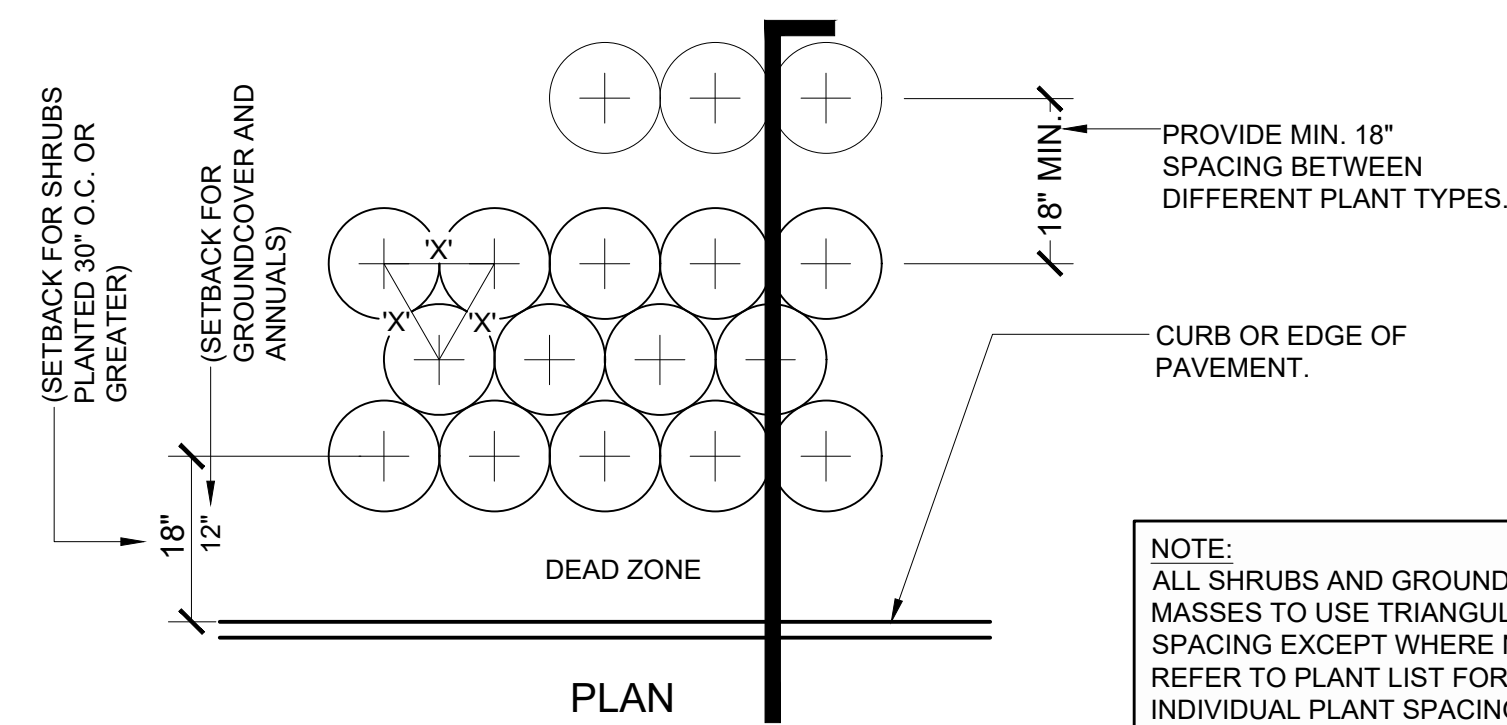 (SETBACK FOR SHRUBS
PLANTED 30" O.C. OR
GREATER)
(SETBACK FOR
GROUNDCOVER AND
ANNUALS)
18"
12"
'X'
'X'
'X'
18" MIN.
PROVIDE MIN. 18"
SPACING BETWEEN
DIFFERENT PLANT TYPES.
CURB OR EDGE OF
PAVEMENT.
DEAD ZONE
PLAN
NOTE:
ALL SHRUBS AND GROUND
MASSES TO USE TRIANGUL
SPACING EXCEPT WHERE
REFER TO PLANT LIST FOR
INDIVIDUAL PLANT SPACING